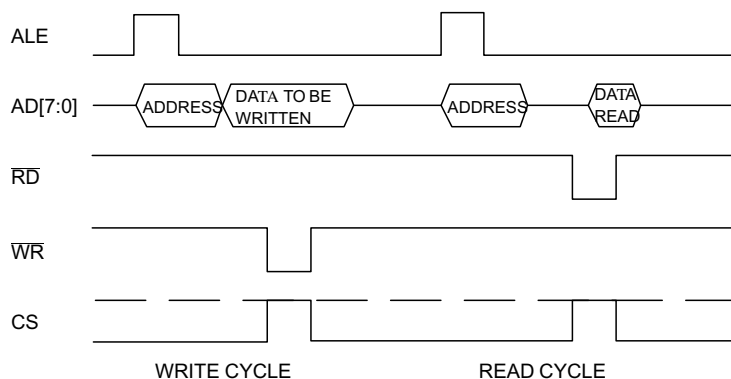 ALE
AD[7:0]
ADDRESS
DATA TO BE
WRITTEN
ADDRESS
DATA
READ
RD
WR
CS
WRITE CYCLE
READ CYCLE